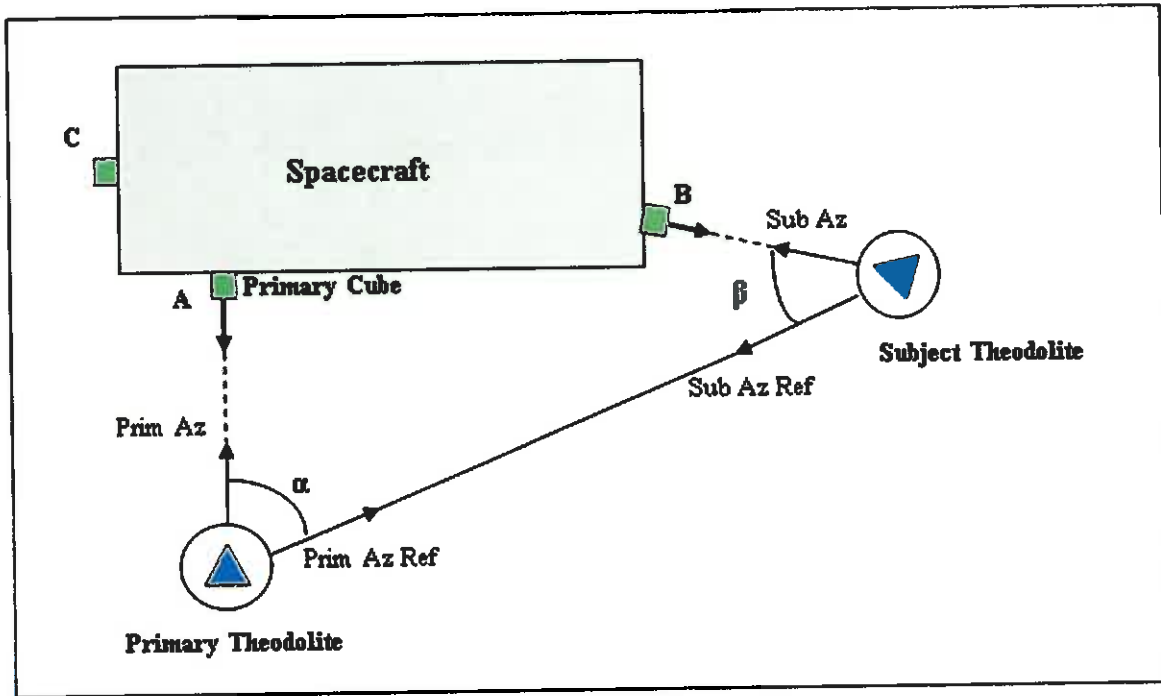 C
Spacecraft
B
Sub Az
A
Primary Cube
β
Subject Theodolite
Sub Az Ref
Prim Az
α
Prim Az Ref
Primary Theodolite